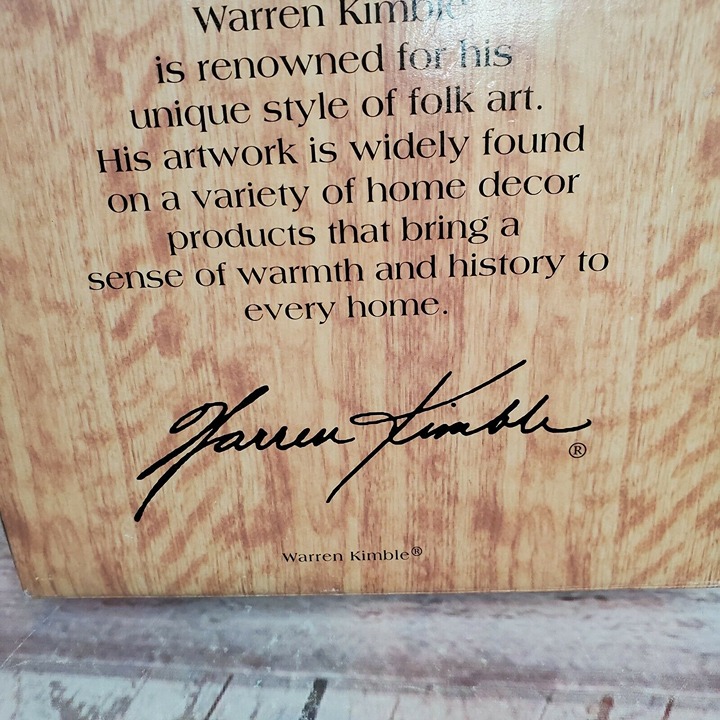 Warren Kimble
is renowned for his
unique style of folk art.
His artwork is widely found
on a variety of home decor
products that bring a
sense of warmth and history to
every home.
Warren Kimble ®
Warren Kimble®